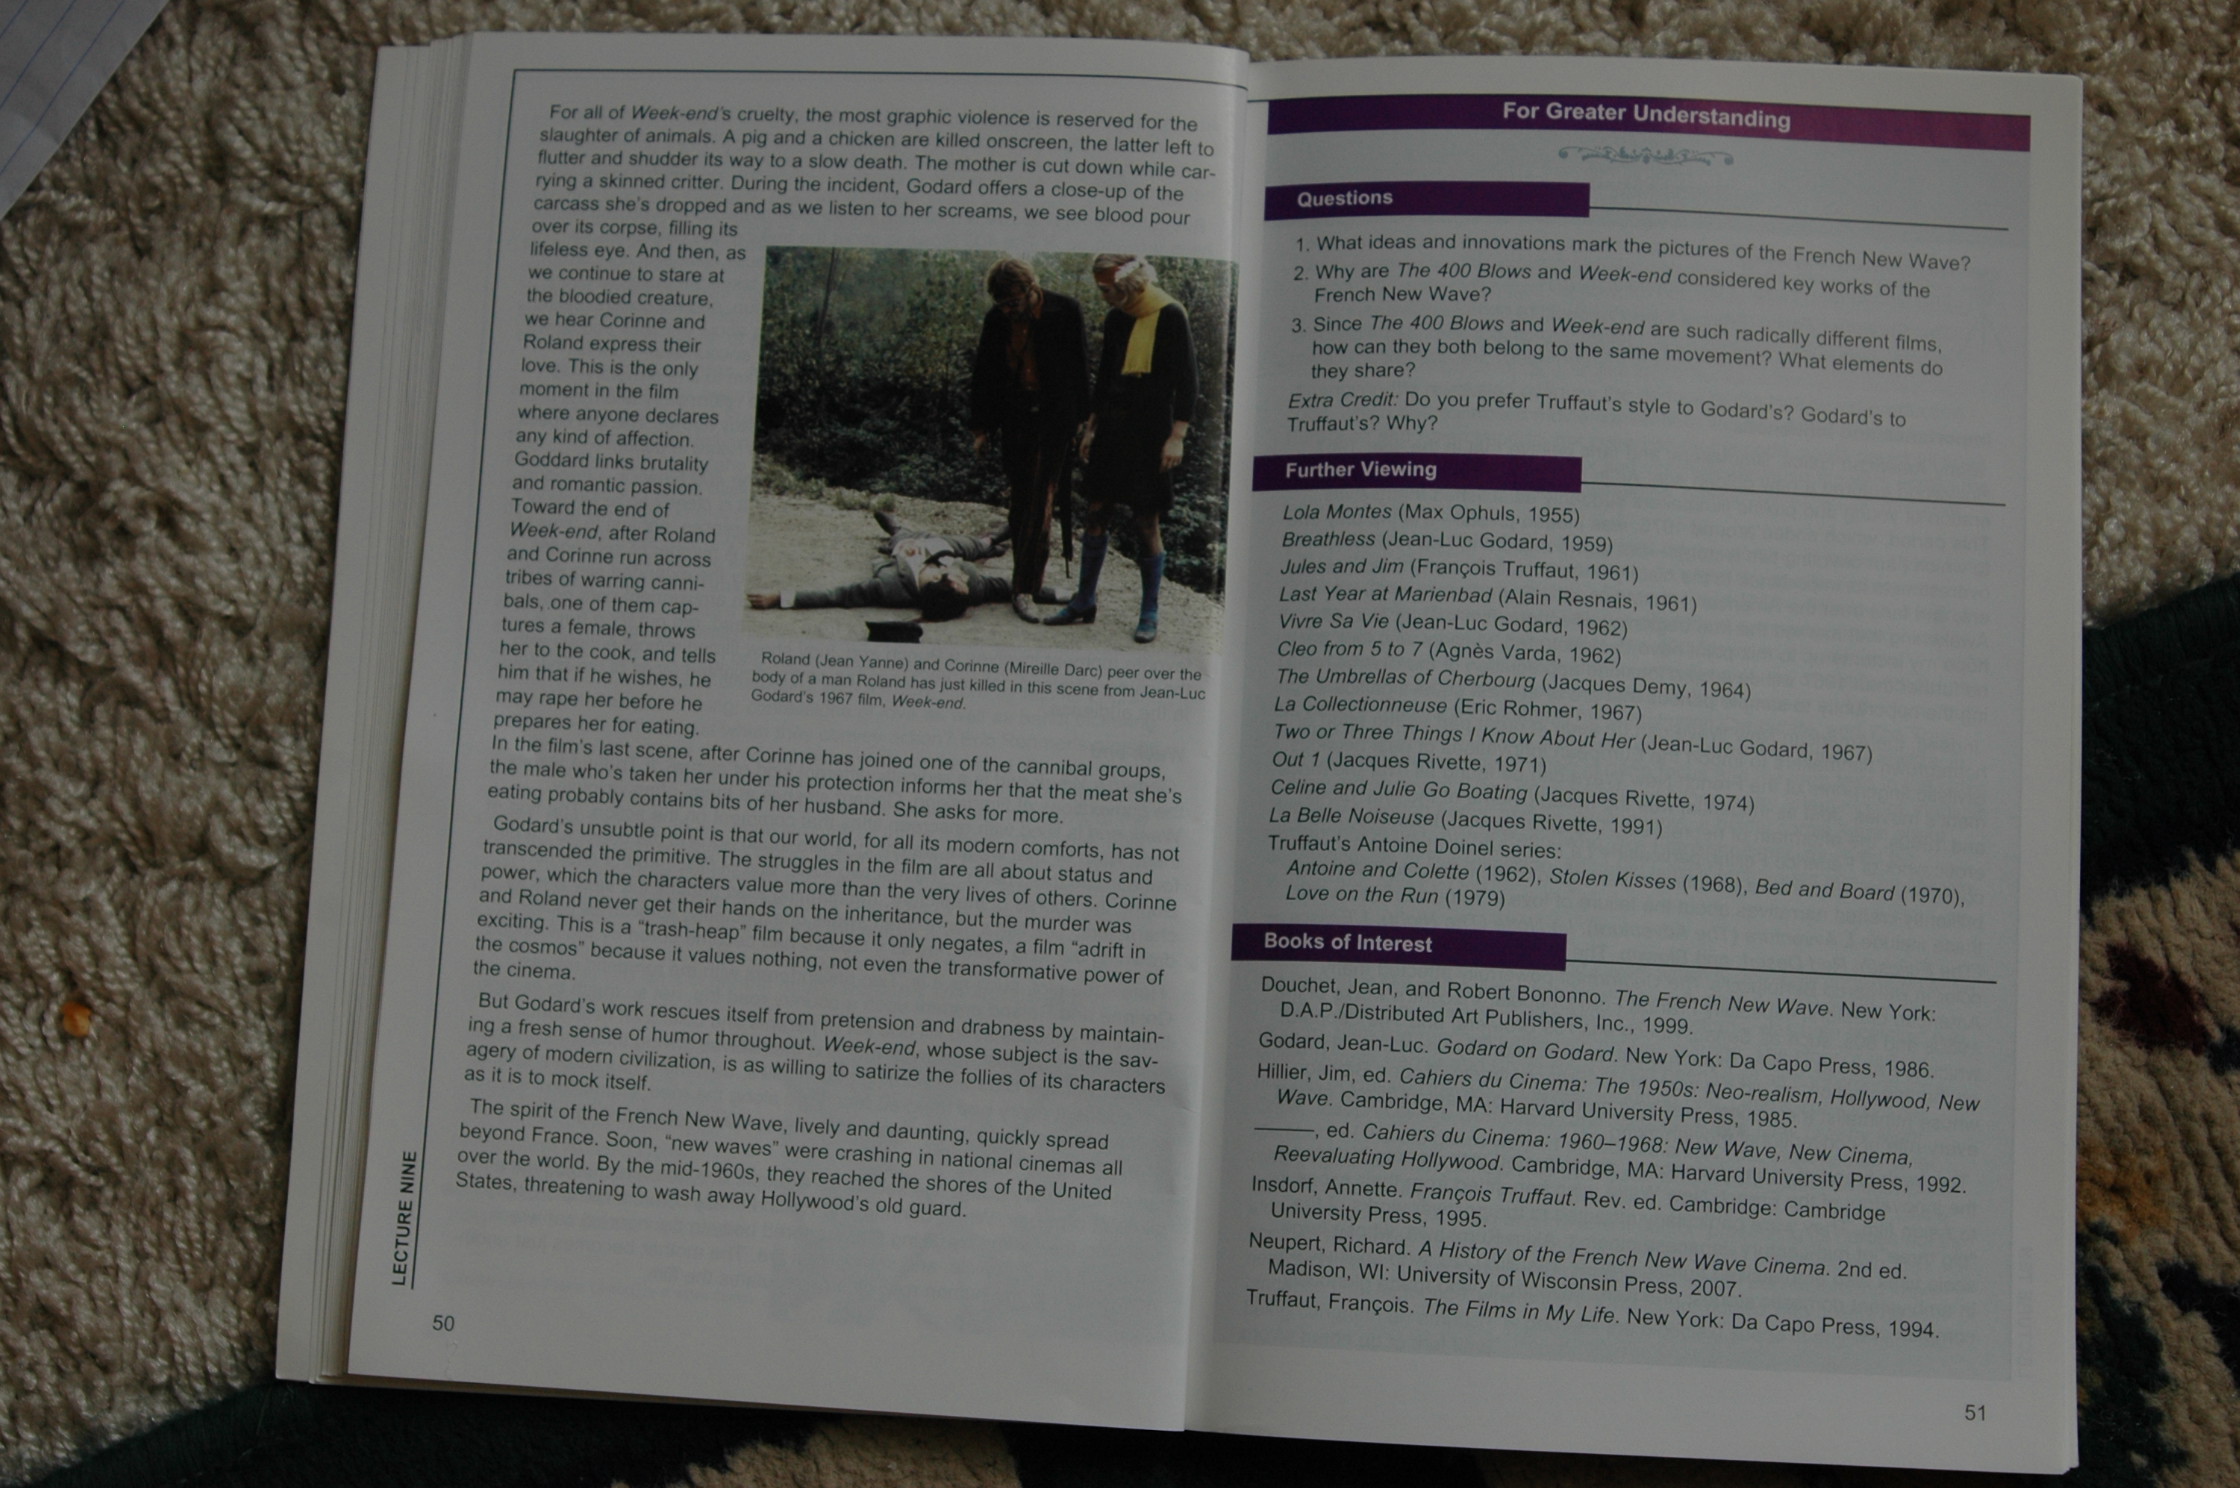 For all of Week-end's cruelty, the most graphic violence is reserved for the
slaughter of animals. A pig and a chicken are killed onscreen, the latter left to
flutter and shudder its way to a slow death. The mother is cut down while car-
rying a skinned critter. During the incident, Godard offers a close-up of the
carcass she's dropped and as we listen to her screams, we see blood pour
over its corpse, filling its
lifeless eye. And then, as
we continue to stare at
the bloodied creature,
we hear Corinne and
Roland express their
love. This is the only
moment in the film
where anyone declares
any kind of affection.
Goddard links brutality
and romantic passion.
Toward the end of
Week-end, after Roland
and Corinne run across
tribes of warring canni-
bals, one of them cap-
tures a female, throws
her to the cook, and tells
him that if he wishes, he
may rape her before he
prepares her for eating.
Roland (Jean Yanne) and Corinne (Mireille Darc) peer over the
body of a man Roland has just killed in this scene from Jean-Luc
Godard's 1967 film, Week-end.
In the film's last scene, after Corinne has joined one of the cannibal groups,
the male who's taken her under his protection informs her that the meat she's
eating probably contains bits of her husband. She asks for more.
Godard's unsubtle point is that our world, for all its modern comforts, has not
transcended the primitive. The struggles in the film are all about status and
power, which the characters value more than the very lives of others. Corinne
and Roland never get their hands on the inheritance, but the murder was
exciting. This is a “trash-heap” film because it only negates, a film “adrift in
the cosmos” because it values nothing, not even the transformative power of
the cinema.
But Godard's work rescues itself from pretension and drabness by maintain-
ing a fresh sense of humor throughout. Week-end, whose subject is the sav-
agery of modern civilization, is as willing to satirize the follies of its characters
as it is to mock itself.
The spirit of the French New Wave, lively and daunting, quickly spread
beyond France. Soon, “new waves” were crashing in national cinemas all
over the world. By the mid-1960s, they reached the shores of the United
States, threatening to wash away Hollywood's old guard.
LECTURE NINE
50
For Greater Understanding
Questions
1. What ideas and innovations mark the pictures of the French New Wave?
2. Why are The 400 Blows and Week-end considered key works of the
French New Wave?
3. Since The 400 Blows and Week-end are such radically different films,
how can they both belong to the same movement? What elements do
they share?
Extra Credit: Do you prefer Truffaut's style to Godard's? Godard's to
Truffaut's? Why?
Further Viewing
Lola Montes (Max Ophuls, 1955)
Breathless (Jean-Luc Godard, 1959)
Jules and Jim (François Truffaut, 1961)
Last Year at Marienbad (Alain Resnais, 1961)
Vivre Sa Vie (Jean-Luc Godard, 1962)
Cleo from 5 to 7 (Agnès Varda, 1962)
The Umbrellas of Cherbourg (Jacques Demy, 1964)
La Collectionneuse (Eric Rohmer, 1967)
Two or Three Things I Know About Her (Jean-Luc Godard, 1967)
Out 1 (Jacques Rivette, 1971)
Celine and Julie Go Boating (Jacques Rivette, 1974)
La Belle Noiseuse (Jacques Rivette, 1991)
Truffaut's Antoine Doinel series:
Antoine and Colette (1962), Stolen Kisses (1968), Bed and Board (1970),
Love on the Run (1979)
Books of Interest
Douchet, Jean, and Robert Bononno. The French New Wave. New York:
D.A.P./Distributed Art Publishers, Inc., 1999.
Godard, Jean-Luc. Godard on Godard. New York: Da Capo Press, 1986.
Hillier, Jim, ed. Cahiers du Cinema: The 1950s: Neo-realism, Hollywood, New
Wave. Cambridge, MA: Harvard University Press, 1985.
———, ed. Cahiers du Cinema: 1960–1968: New Wave, New Cinema,
Reevaluating Hollywood. Cambridge, MA: Harvard University Press, 1992.
Insdorf, Annette. François Truffaut. Rev. ed. Cambridge: Cambridge
University Press, 1995.
Neupert, Richard. A History of the French New Wave Cinema. 2nd ed.
Madison, WI: University of Wisconsin Press, 2007.
Truffaut, François. The Films in My Life. New York: Da Capo Press, 1994.
51